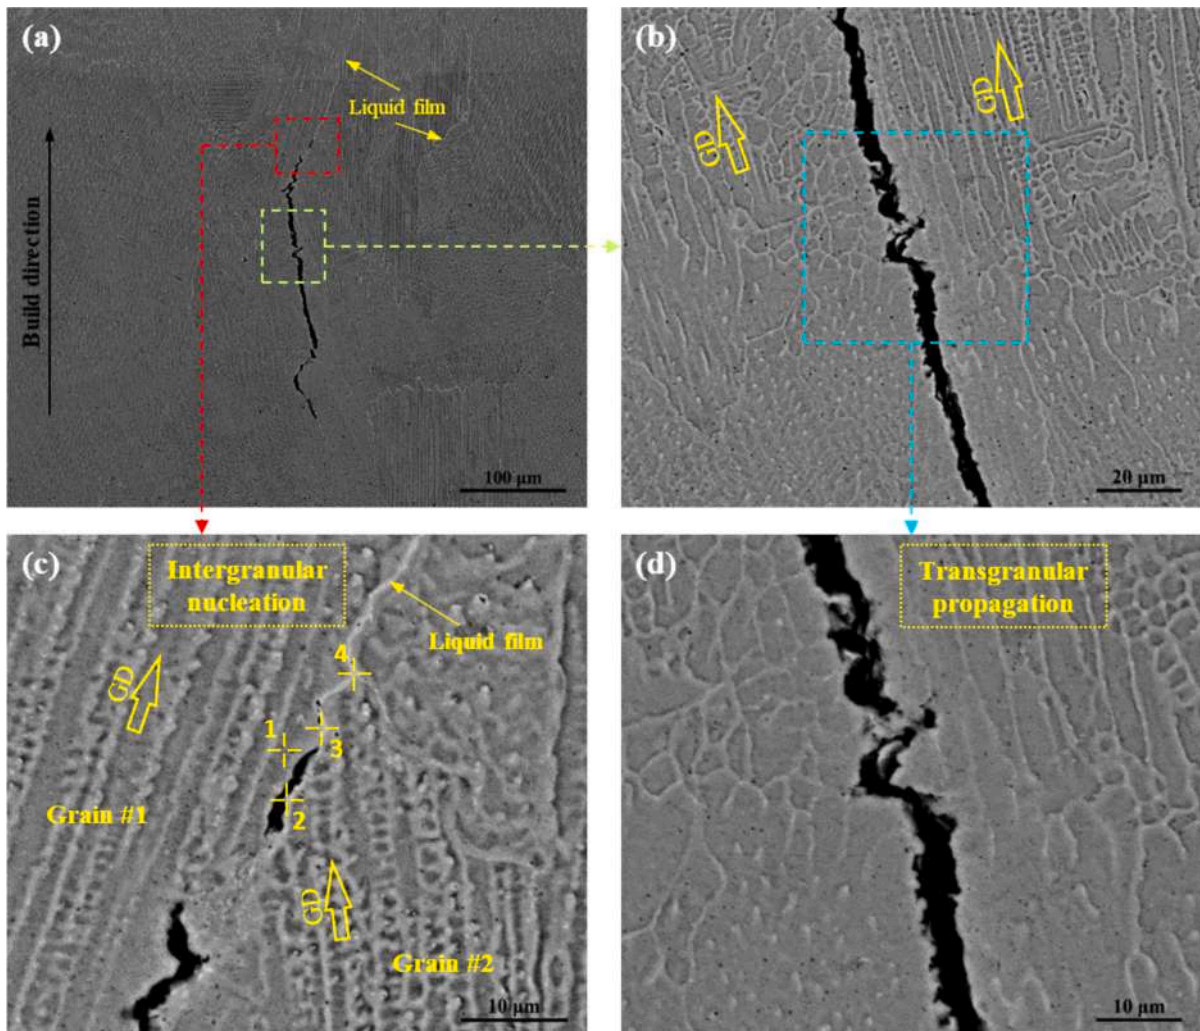 (a)
Liquid film
Build direction
100 μm
(b)
GD
GD
20 μm
(c)
Intergranular
nucleation
Liquid film
GD
4
1
3
2
Grain #1
GD
Grain #2
10 μm
(d)
Transgranular
propagation
10 μm